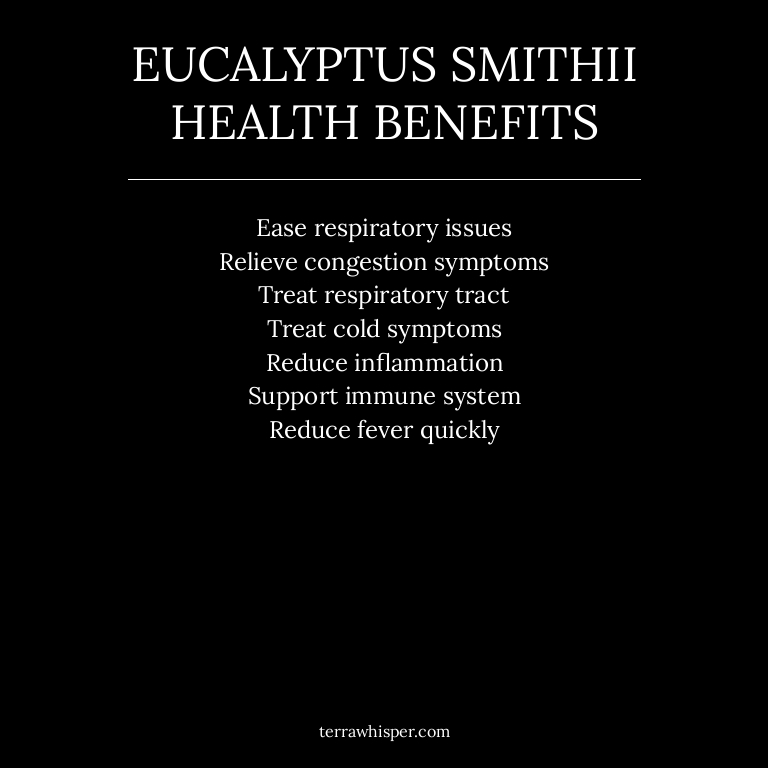 EUCALYPTUS SMITHII
HEALTH BENEFITS
Ease respiratory issues
Relieve congestion symptoms
Treat respiratory tract
Treat cold symptoms
Reduce inflammation
Support immune system
Reduce fever quickly
terrawhisper.com